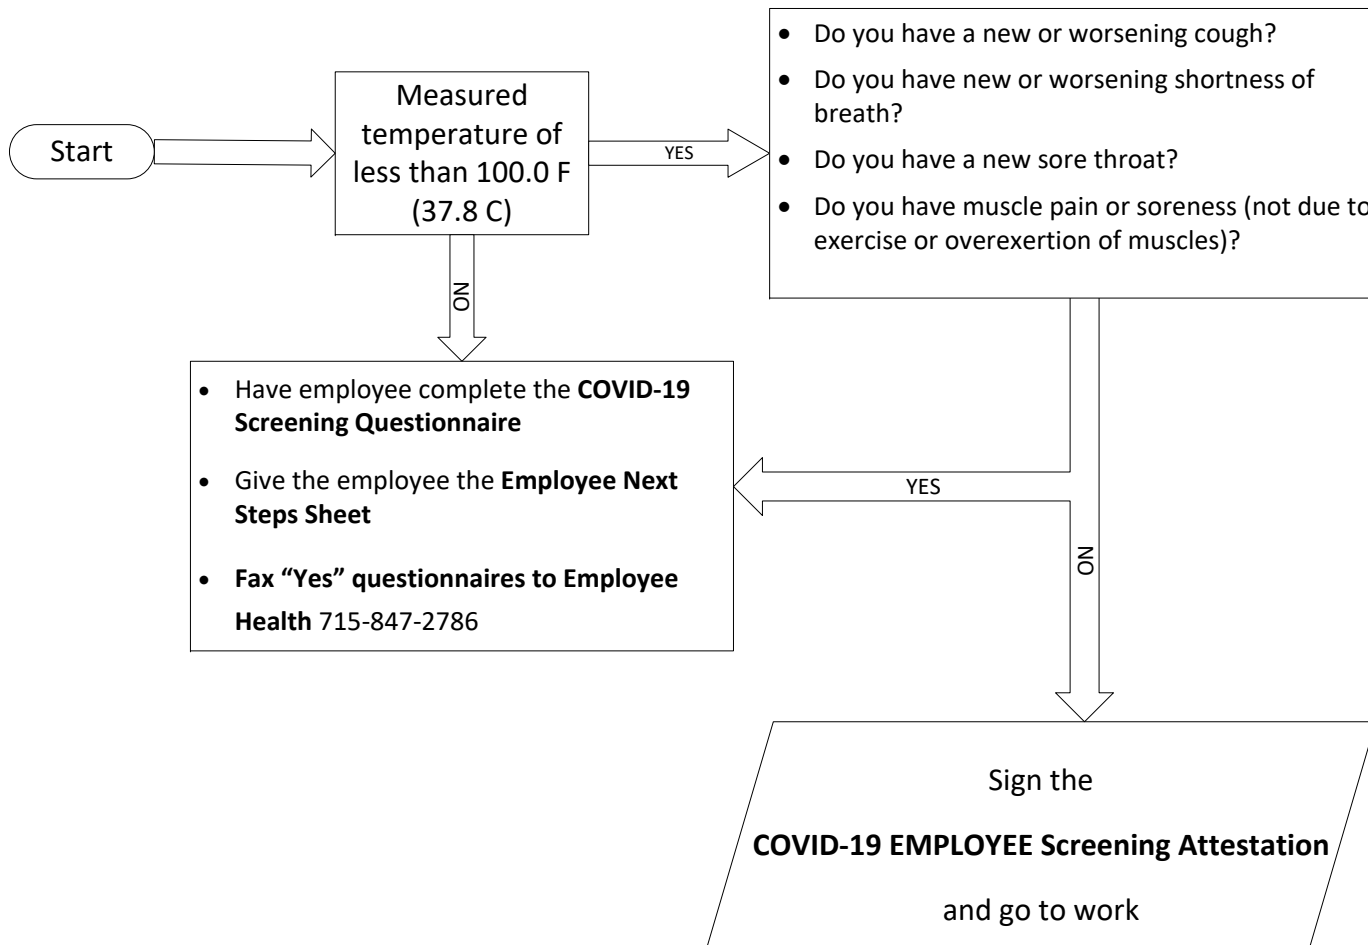 Start
Measured
temperature of
less than 100.0 F
(37.8 C)
YES
• Do you have a new or worsening cough?
• Do you have new or worsening shortness of
breath?
• Do you have a new sore throat?
• Do you have muscle pain or soreness (not due to
exercise or overexertion of muscles)?
NO
• Have employee complete the COVID-19
Screening Questionnaire
• Give the employee the Employee Next
Steps Sheet
• Fax “Yes” questionnaires to Employee
Health 715-847-2786
YES
NO
Sign the
COVID-19 EMPLOYEE Screening Attestation
and go to work